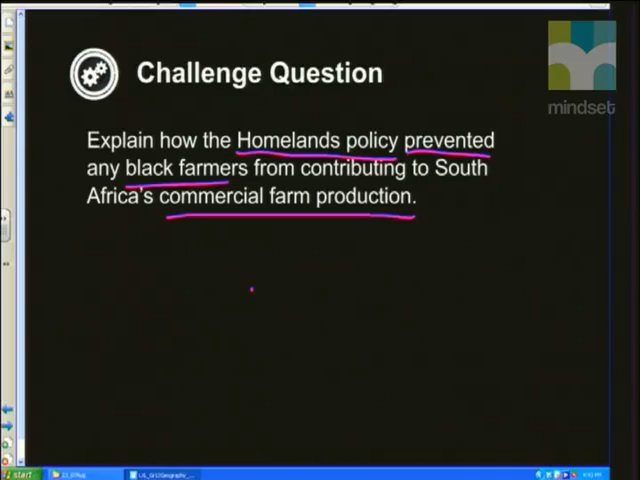 mindset
Challenge Question
Explain how the Homelands policy prevented
any black farmers from contributing to South
Africa's commercial farm production.
start